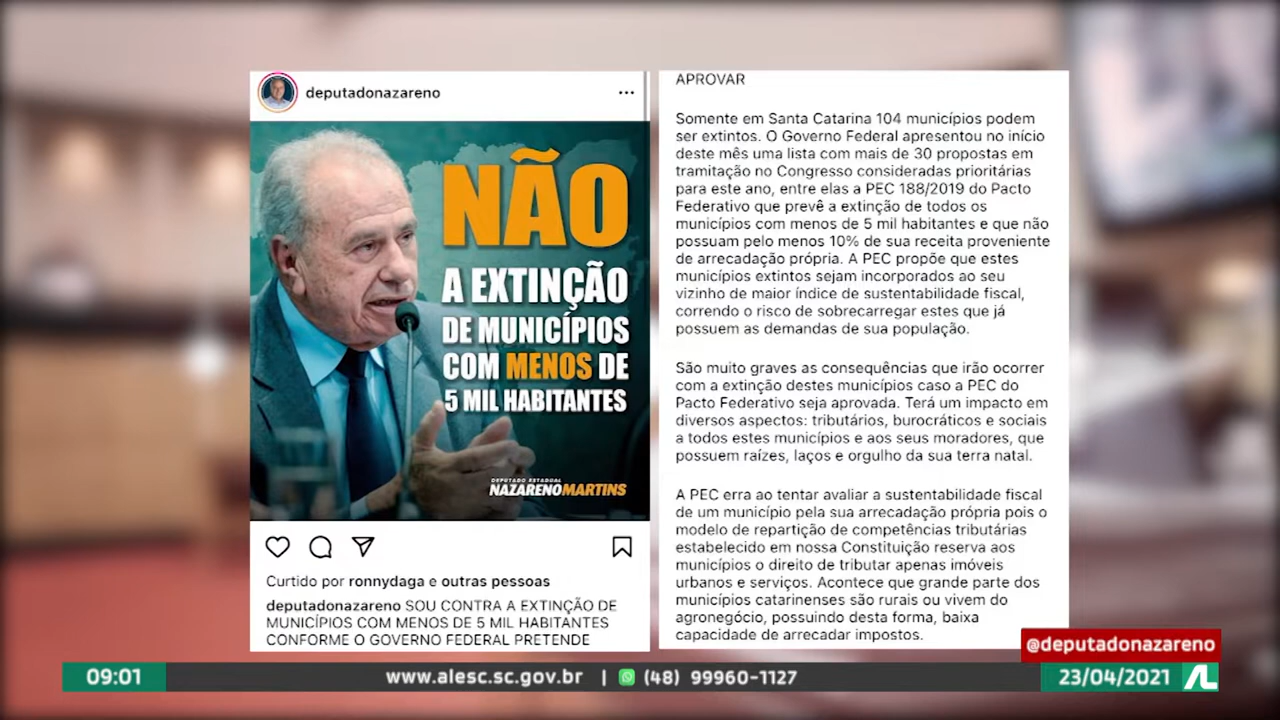 deputadonazareno
NÃO
A EXTINÇÃO
DE MUNICÍPIOS
COM MENOS DE
5 MIL HABITANTES
DEPUTADO ESTADUAL
NAZARENOMARTINS
Curtido por ronnydaga e outras pessoas
deputadonazareno SOU CONTRA A EXTINÇÃO DE
MUNICÍPIOS COM MENOS DE 5 MIL HABITANTES
CONFORME O GOVERNO FEDERAL PRETENDE
APROVAR
Somente em Santa Catarina 104 municípios podem
ser extintos. O Governo Federal apresentou no início
deste mês uma lista com mais de 30 propostas em
tramitação no Congresso consideradas prioritárias
para este ano, entre elas a PEC 188/2019 do Pacto
Federativo que prevê a extinção de todos os
municípios com menos de 5 mil habitantes e que não
possuam pelo menos 10% de sua receita proveniente
de arrecadação própria. A PEC propõe que estes
municípios extintos sejam incorporados ao seu
vizinho de maior índice de sustentabilidade fiscal,
correndo o risco de sobrecarregar estes que já
possuem as demandas de sua população.
São muito graves as consequências que irão ocorrer
com a extinção destes municípios caso a PEC do
Pacto Federativo seja aprovada. Terá um impacto em
diversos aspectos: tributários, burocráticos e sociais
a todos estes municípios e aos seus moradores, que
possuem raízes, laços e orgulho da sua terra natal.
A PEC erra ao tentar avaliar a sustentabilidade fiscal
de um município pela sua arrecadação própria pois o
modelo de repartição de competências tributárias
estabelecido em nossa Constituição reserva aos
municípios o direito de tributar apenas imóveis
urbanos e serviços. Acontece que grande parte dos
municípios catarinenses são rurais ou vivem do
agronegócio, possuindo desta forma, baixa
capacidade de arrecadar impostos.
@deputadonazareno
09:01
www.alesc.sc.gov.br | (48) 99960-1127
23/04/2021
AL